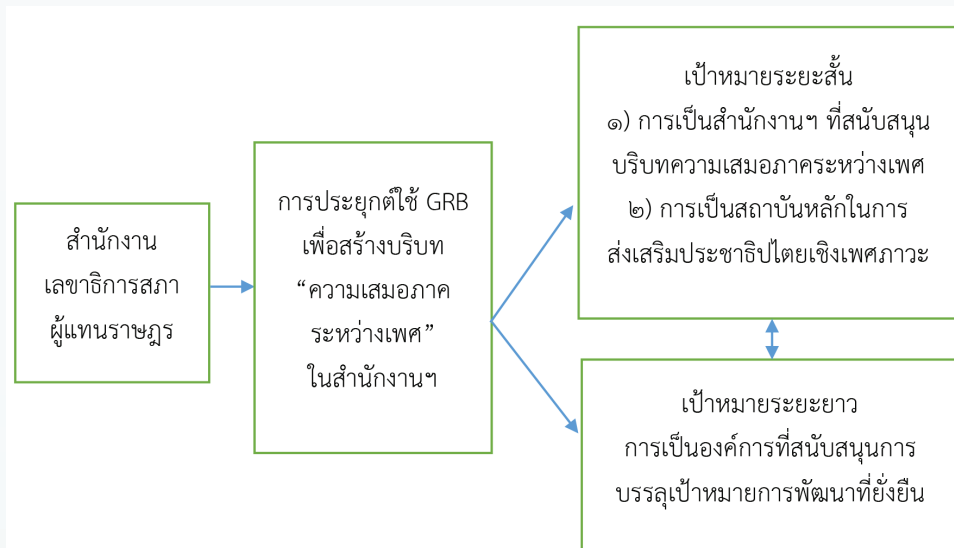 สำนักงาน
เลขาธิการสภา
ผู้แทนราษฎร
การประยุกต์ใช้ GRB
เพื่อสร้างบริบท
“ความเสมอภาค
ระหว่างเพศ”
ในสำนักงานฯ
เป้าหมายระยะสั้น
๑) การเป็นสำนักงานฯ ที่สนับสนุน
บริบทความเสมอภาคระหว่างเพศ
๒) การเป็นสถาบันหลักในการ
ส่งเสริมประชาธิปไตยเชิงเพศภาวะ
เป้าหมายระยะยาว
การเป็นองค์การที่สนับสนุนการ
บรรลุเป้าหมายการพัฒนาที่ยั่งยืน